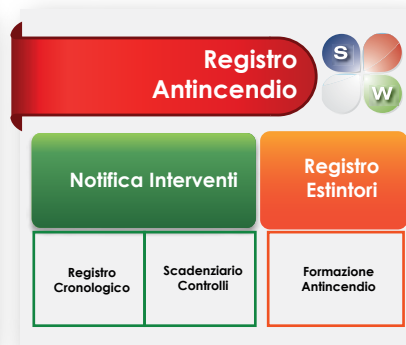 Registro
Antincendio
S
W
Notifica Interventi
Registro
Estintori
Registro
Cronologico
Scadenziario
Controlli
Formazione
Antincendio